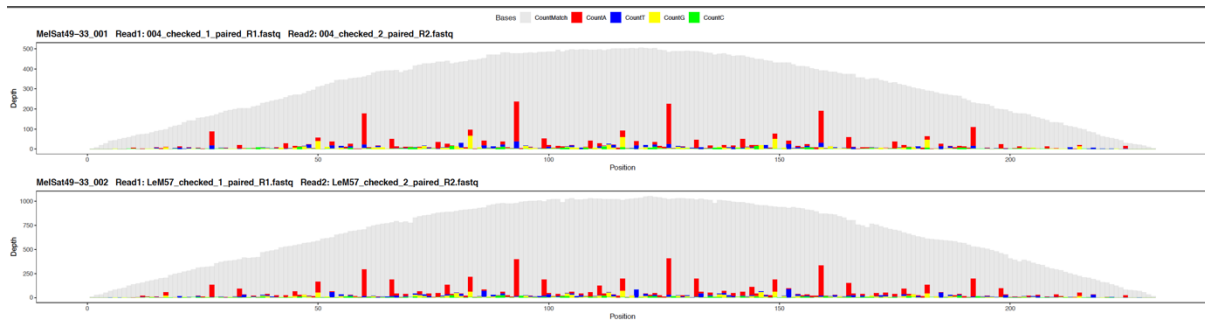 Bases CountMatch CountA CountT CountG CountC
MelSat49-33_001 Read1: 004_checked_1_paired_R1.fastq Read2: 004_checked_2_paired_R2.fastq
500
400
300
200
100
0
Depth
0 50 100 150 200
Position
MelSat49-33_002 Read1: LeM57_checked_1_paired_R1.fastq Read2: LeM57_checked_2_paired_R2.fastq
1000
750
500
250
0
Depth
0 50 100 150 200
Position